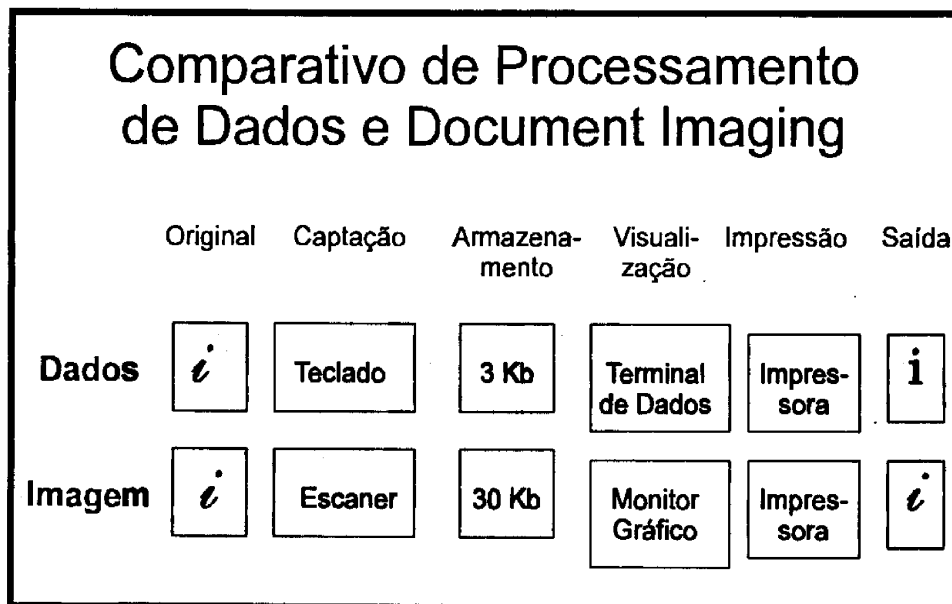 Comparativo de Processamento
de Dados e Document Imaging
Original Captação Armazena- Visuali- Impressão Saída
mento zação
Dados i Teclado 3 Kb Terminal Impres- i
de Dados sora
Imagem i Escaner 30 Kb Monitor Impres- i
Gráfico sora